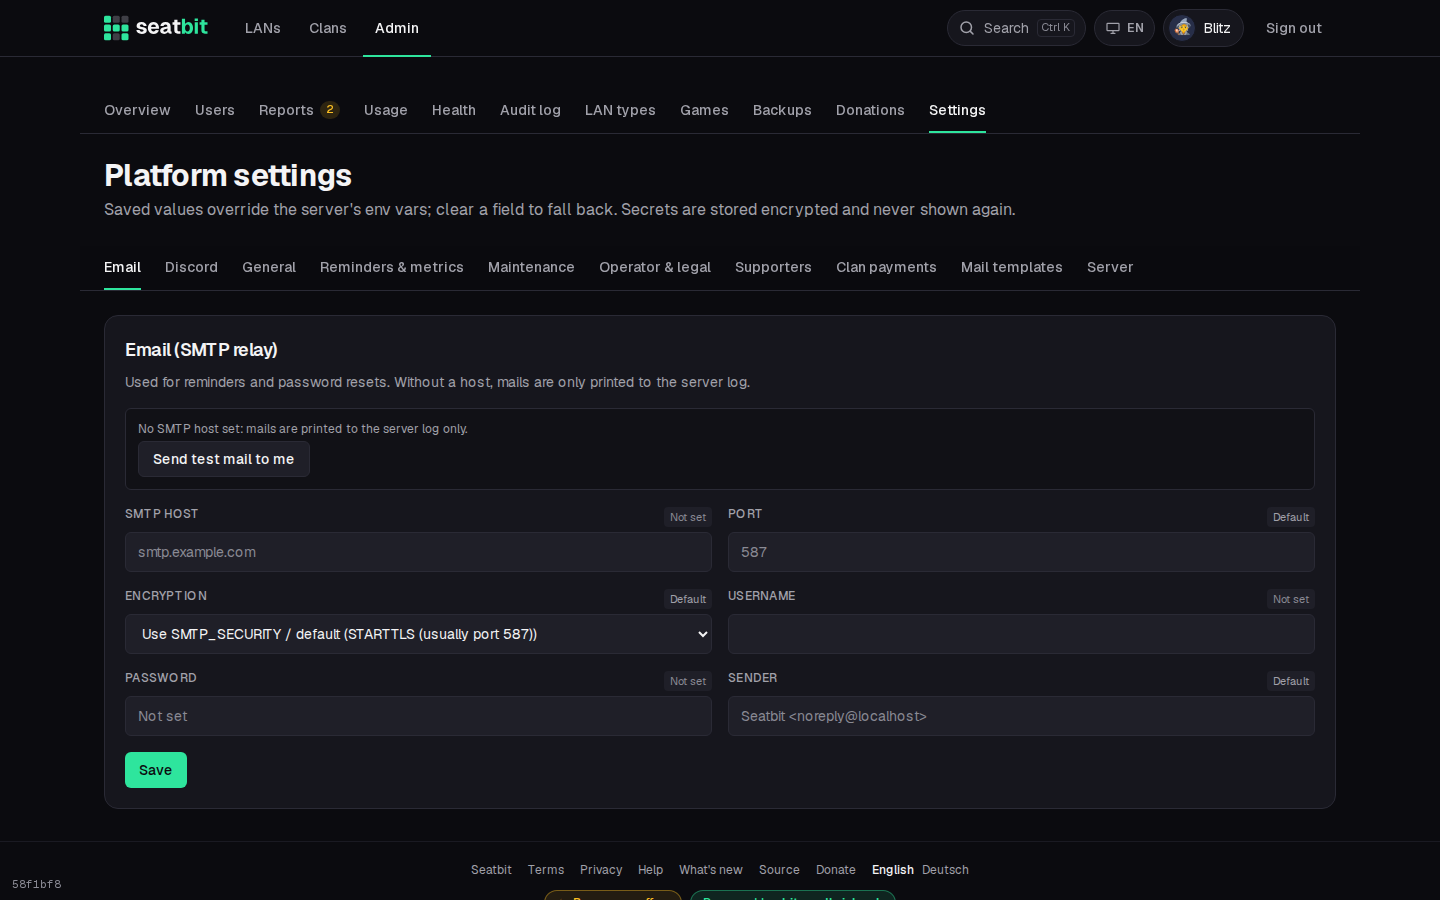 seatbit LANs Clans Admin Search Ctrl K EN Blitz Sign out
Overview Users Reports 2 Usage Health Audit log LAN types Games Backups Donations Settings
Platform settings
Saved values override the server's env vars; clear a field to fall back. Secrets are stored encrypted and never shown again.
Email Discord General Reminders & metrics Maintenance Operator & legal Supporters Clan payments Mail templates Server
Email (SMTP relay)
Used for reminders and password resets. Without a host, mails are only printed to the server log.
No SMTP host set: mails are printed to the server log only.
Send test mail to me
SMTP HOST Not set PORT Default
smtp.example.com 587
ENCRYPTION Default USERNAME Not set
Use SMTP_SECURITY / default (STARTTLS (usually port 587))
PASSWORD Not set SENDER Default
Not set Seatbit <noreply@localhost>
Save
Seatbit Terms Privacy Help What's new Source Donate English Deutsch
58f1bf8